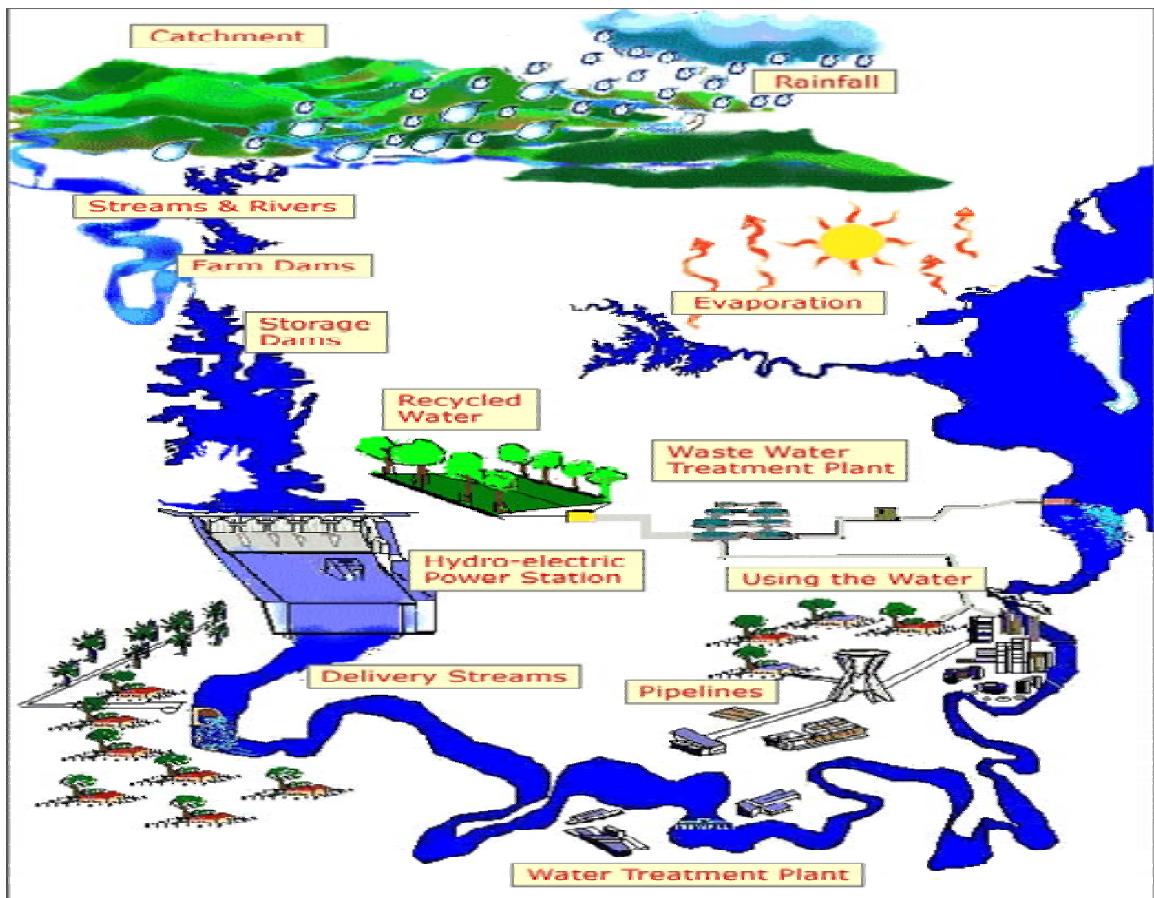 Catchment
Rainfall
Streams & Rivers
Farm Dams
Evaporation
Storage
Dams
Recycled
Water
Waste Water
Treatment Plant
Hydro-electric
Power Station
Using the Water
Delivery Streams
Pipelines
Water Treatment Plant